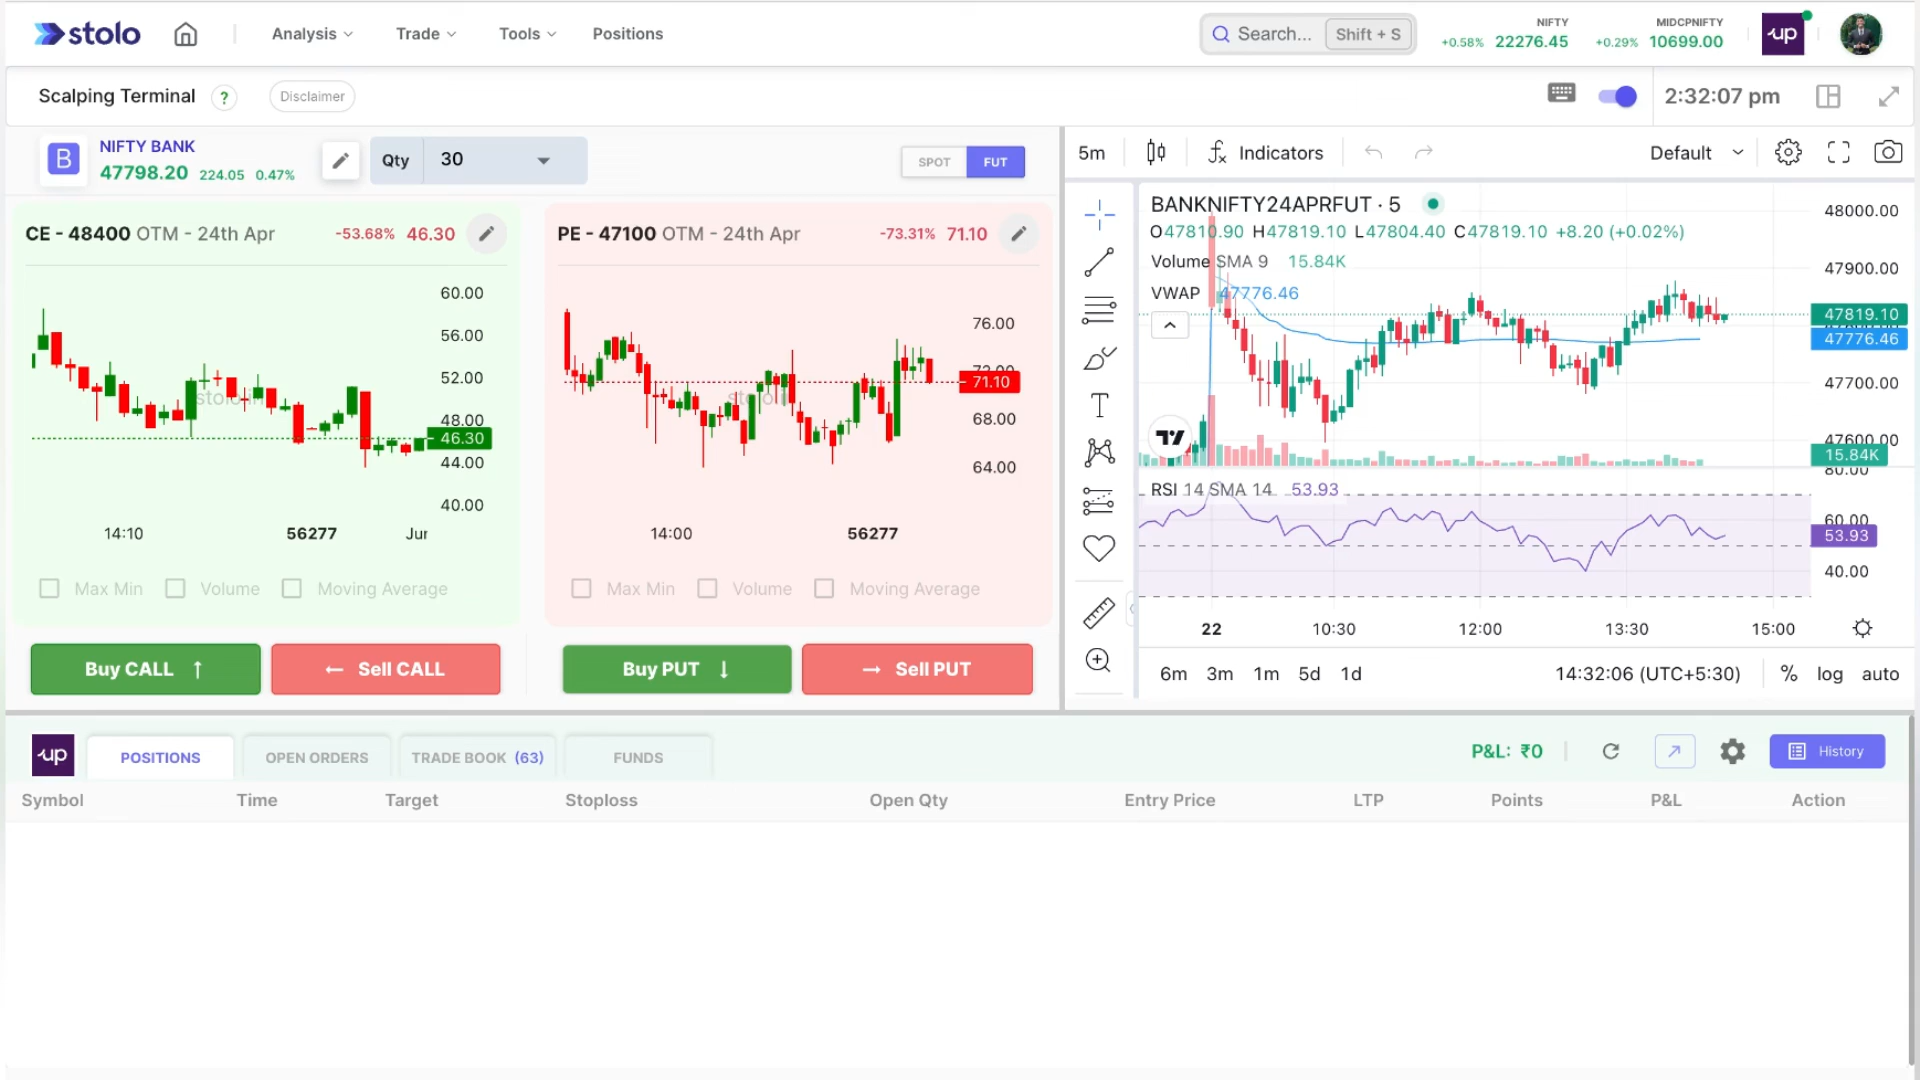 stolo
Analysis
Trade
Tools
Positions
Search...
Shift + S
NIFTY
+0.58% 22276.45
MIDCPNIFTY
+0.29% 10699.00
up
Scalping Terminal
?
Disclaimer
2:32:07 pm
B
NIFTY BANK
47798.20 224.05 0.47%
Qty
30
SPOT
FUT
CE - 48400 OTM - 24th Apr
-53.68% 46.30
60.00
56.00
52.00
48.00
46.30
44.00
40.00
14:10
56277
Jur
Max Min
Volume
Moving Average
PE - 47100 OTM - 24th Apr
-73.31% 71.10
76.00
71.10
68.00
64.00
14:00
56277
Max Min
Volume
Moving Average
Buy CALL ↑
← Sell CALL
Buy PUT ↓
→ Sell PUT
5m
Indicators
Default
BANKNIFTY24APRFUT · 5
O47810.90 H47819.10 L47804.40 C47819.10 +8.20 (+0.02%)
Volume SMA 9 15.84K
VWAP 47776.46
48000.00
47900.00
47819.10
47776.46
47700.00
47600.00
15.84K
80.00
RSI 14 SMA 14 53.93
60.00
53.93
40.00
22
10:30
12:00
13:30
15:00
6m 3m 1m 5d 1d
14:32:06 (UTC+5:30)
% log auto
up
POSITIONS
OPEN ORDERS
TRADE BOOK (63)
FUNDS
P&L: ₹0
History
Symbol Time Target Stoploss Open Qty Entry Price LTP Points P&L Action